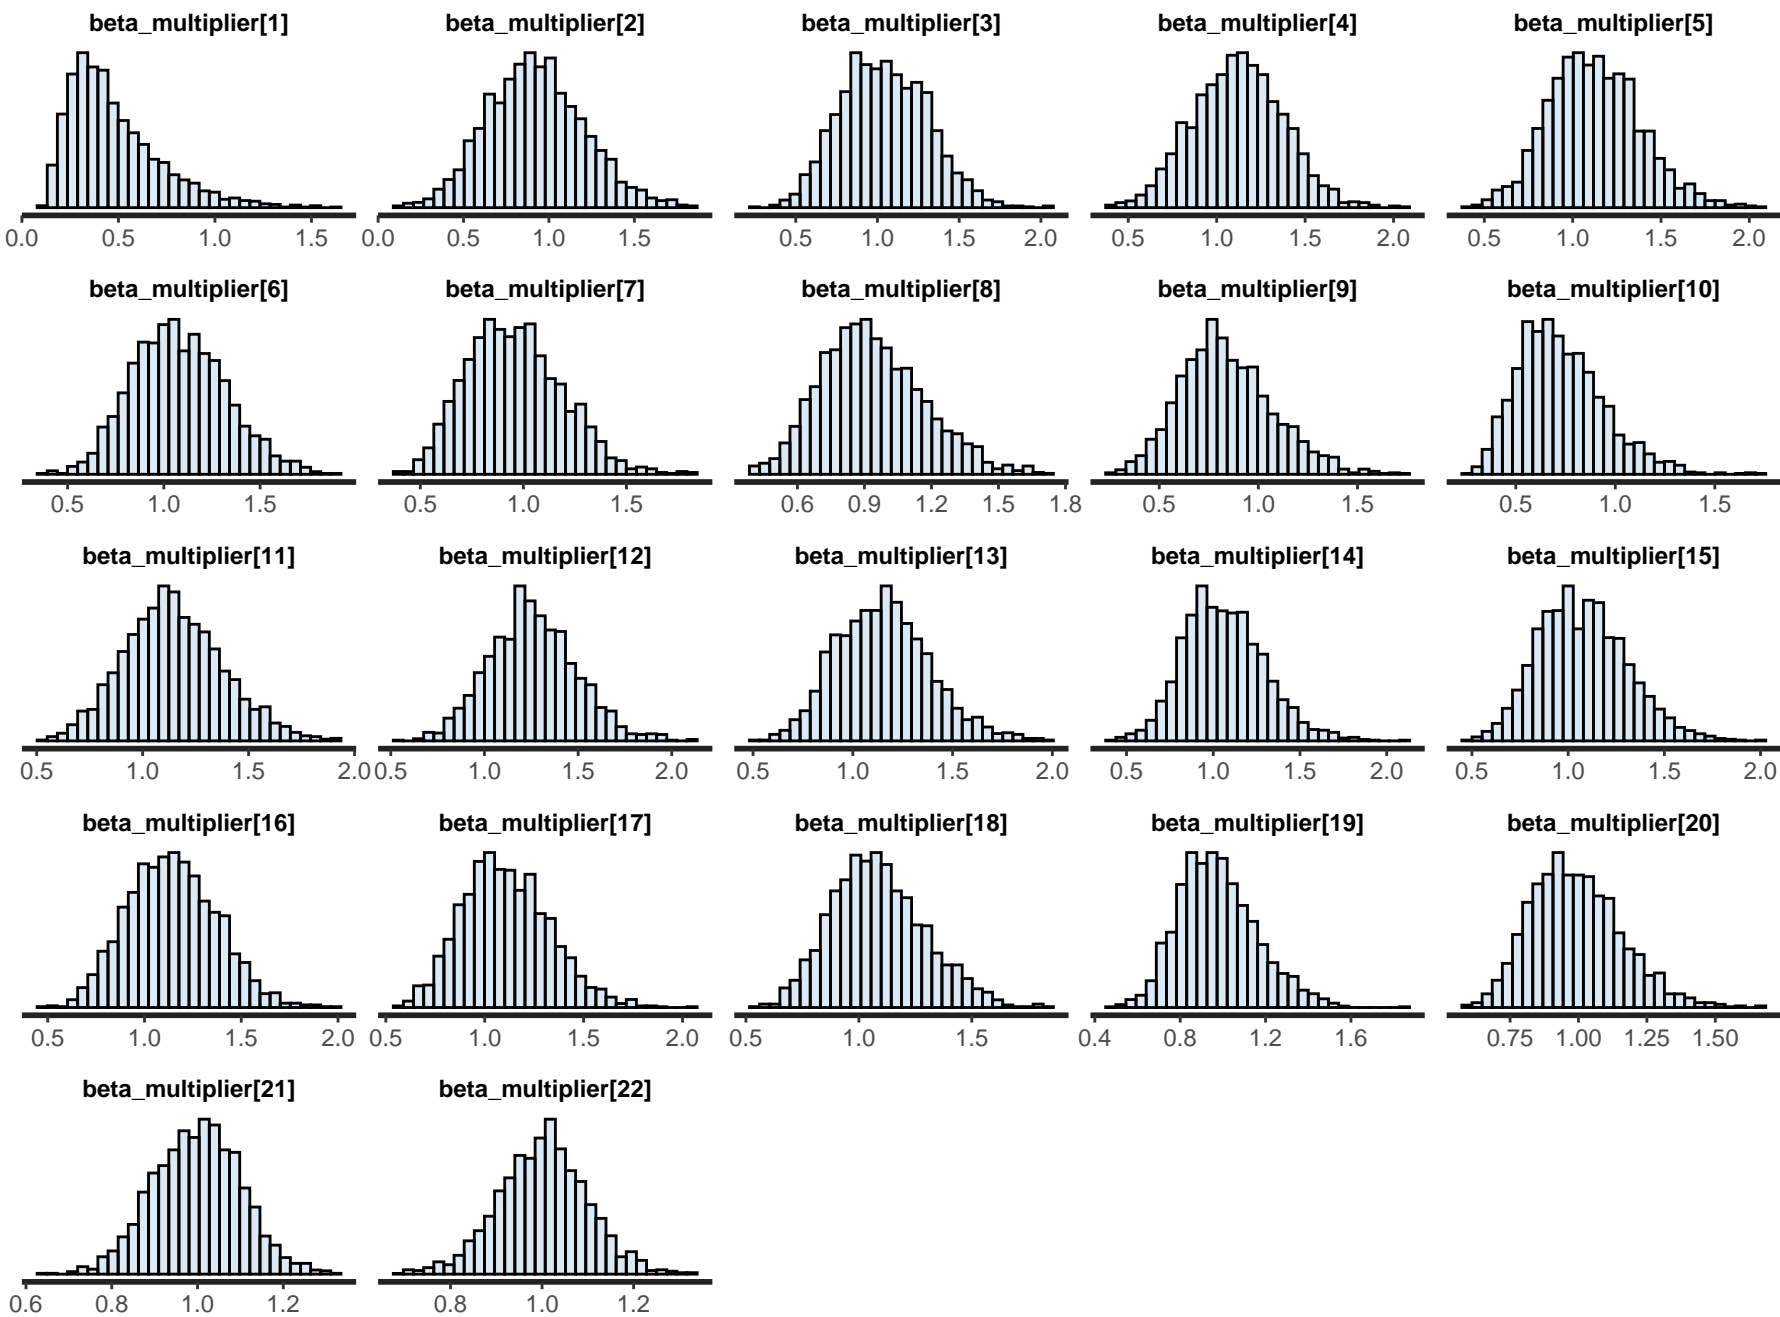 beta_multiplier[1] beta_multiplier[2] beta_multiplier[3] beta_multiplier[4] beta_multiplier[5]
0.0 0.5 1.0 1.5 0.0 0.5 1.0 1.5 0.5 1.0 1.5 2.0 0.5 1.0 1.5 2.0 0.5 1.0 1.5 2.0
beta_multiplier[6] beta_multiplier[7] beta_multiplier[8] beta_multiplier[9] beta_multiplier[10]
0.5 1.0 1.5 0.5 1.0 1.5 0.6 0.9 1.2 1.5 1.8 0.5 1.0 1.5 0.5 1.0 1.5
beta_multiplier[11] beta_multiplier[12] beta_multiplier[13] beta_multiplier[14] beta_multiplier[15]
0.5 1.0 1.5 2.0 0.5 1.0 1.5 2.0 0.5 1.0 1.5 2.0 0.5 1.0 1.5 2.0 0.5 1.0 1.5 2.0
beta_multiplier[16] beta_multiplier[17] beta_multiplier[18] beta_multiplier[19] beta_multiplier[20]
0.5 1.0 1.5 2.0 0.5 1.0 1.5 2.0 0.5 1.0 1.5 0.4 0.8 1.2 1.6 0.75 1.00 1.25 1.50
beta_multiplier[21] beta_multiplier[22]
0.6 0.8 1.0 1.2 0.8 1.0 1.2